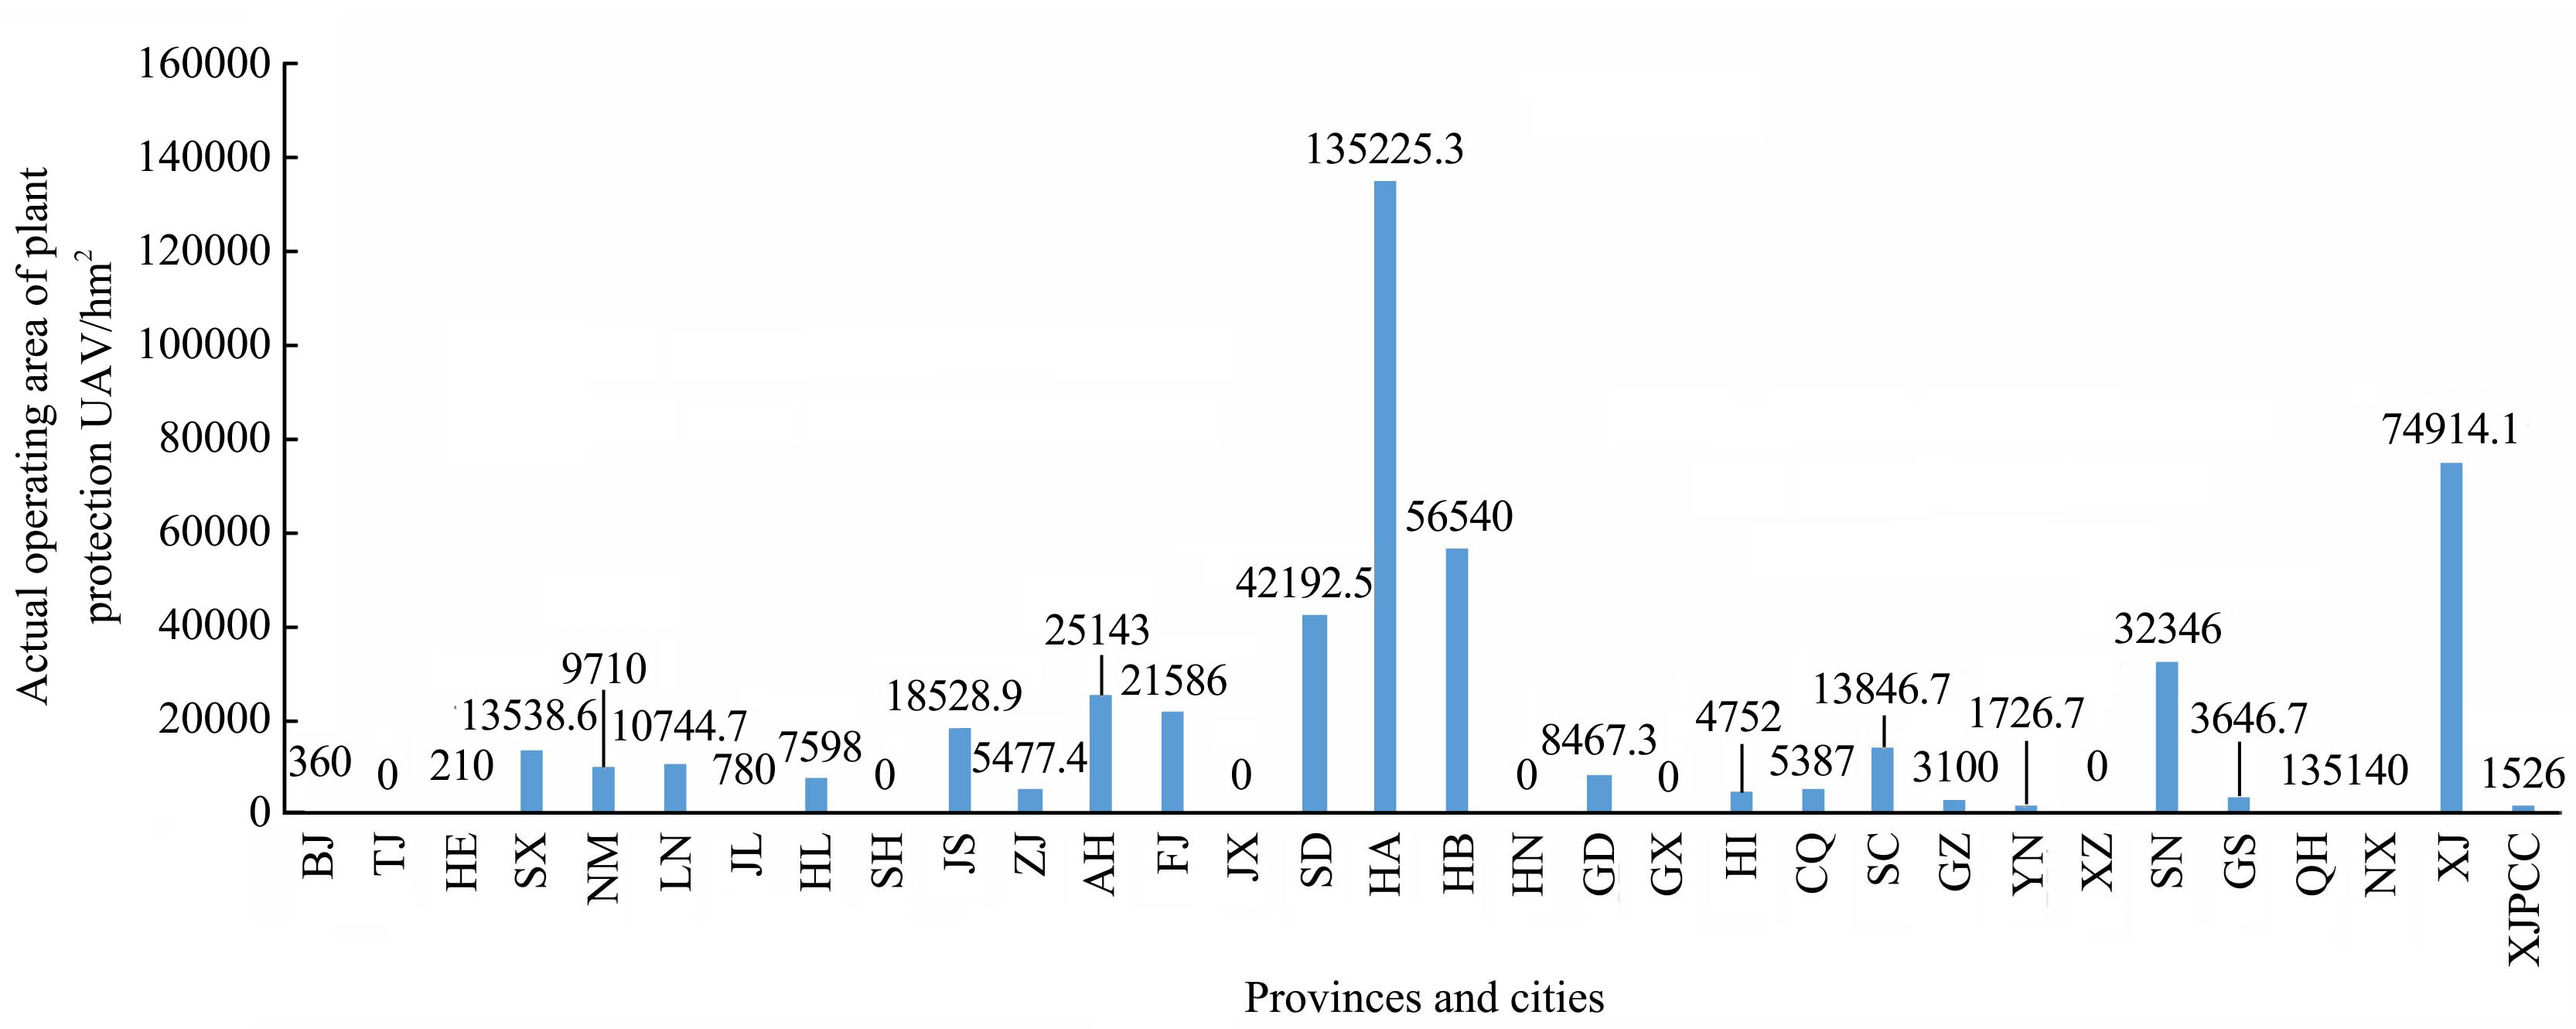 Actual operating area of plant
protection UAV/hm²
160000
140000
120000
100000
80000
60000
40000
20000
0
360
0
210
13538.6
9710
10744.7
780
7598
0
18528.9
5477.4
25143
21586
0
42192.5
135225.3
56540
0
8467.3
0
4752
5387
13846.7
3100
1726.7
0
32346
3646.7
135140
74914.1
1526
BJ
TJ
HE
SX
NM
LN
JL
HL
SH
JS
ZJ
AH
FJ
JX
SD
HA
HB
HN
GD
GX
HI
CQ
SC
GZ
YN
XZ
SN
GS
QH
NX
XJ
XJPCC
Provinces and cities